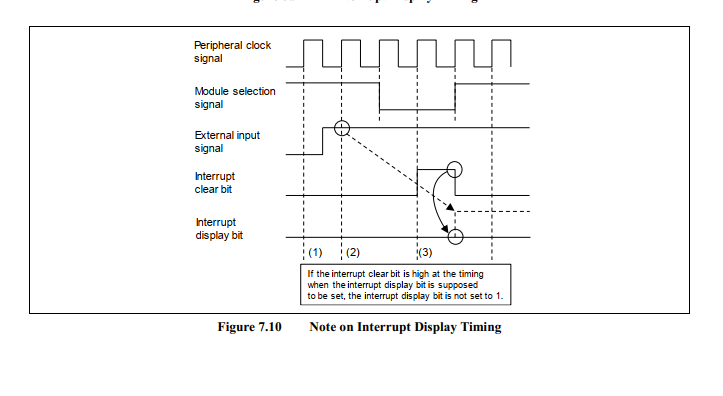 Peripheral clock
signal
Module selection
signal
External input
signal
Interrupt
clear bit
Interrupt
display bit
(1) (2) (3)
If the interrupt clear bit is high at the timing
when the interrupt display bit is supposed
to be set, the interrupt display bit is not set to 1.
Figure 7.10 Note on Interrupt Display Timing